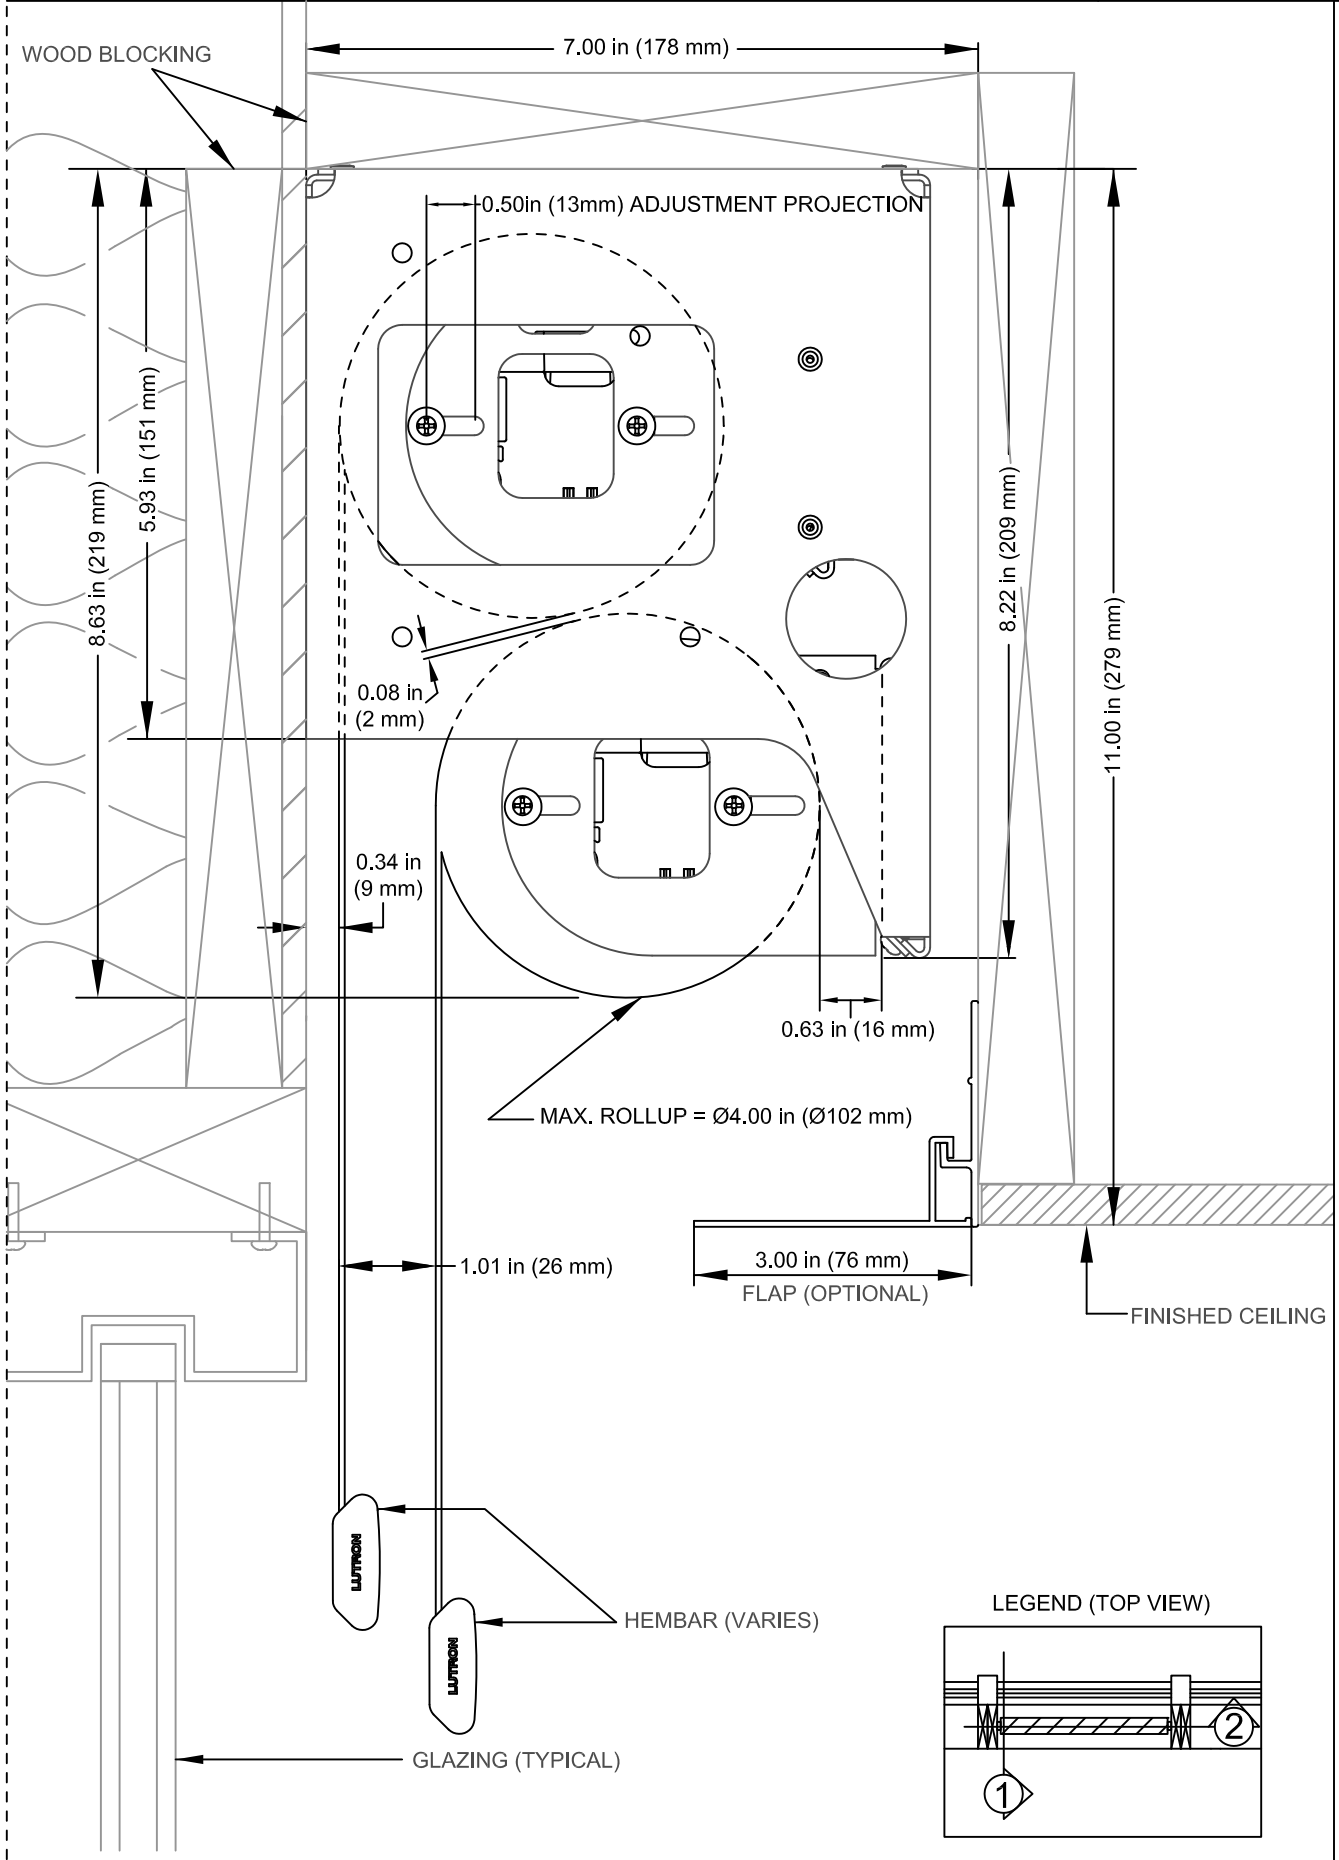 7.00 in (178 mm)
WOOD BLOCKING
0.50in (13mm) ADJUSTMENT PROJECTION
5.93 in (151 mm)
8.63 in (219 mm)
8.22 in (209 mm)
11.00 in (279 mm)
0.08 in
(2 mm)
0.34 in
(9 mm)
0.63 in (16 mm)
MAX. ROLLUP = Ø4.00 in (Ø102 mm)
1.01 in (26 mm)
3.00 in (76 mm)
FLAP (OPTIONAL)
FINISHED CEILING
LUTRON
HEMBAR (VARIES)
LUTRON
GLAZING (TYPICAL)
LEGEND (TOP VIEW)
2
1